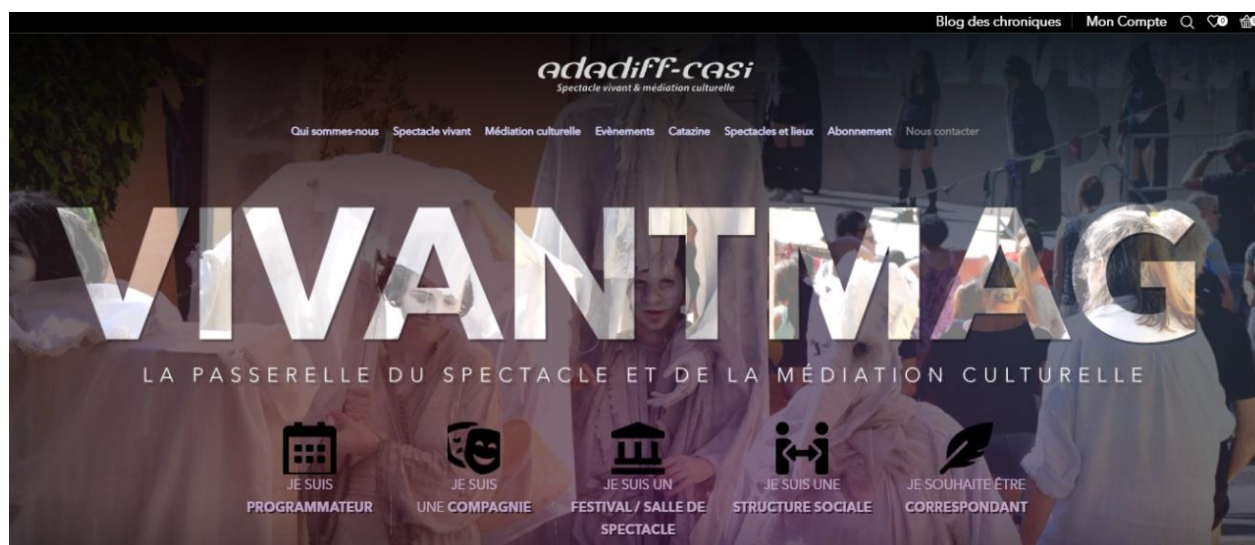 Blog des chroniques Mon Compte 0
adadiff-casi
Spectacle vivant & médiation culturelle
Qui sommes-nous Spectacle vivant Médiation culturelle Evènements Catazine Spectacles et lieux Abonnement Nous contacter
VIVANTMAG
LA PASSERELLE DU SPECTACLE ET DE LA MÉDIATION CULTURELLE
JE SUIS
PROGRAMMATEUR
JE SUIS
UNE COMPAGNIE
JE SUIS UN
FESTIVAL / SALLE DE
SPECTACLE
JE SUIS UNE
STRUCTURE SOCIALE
JE SOUHAITE ÊTRE
CORRESPONDANT